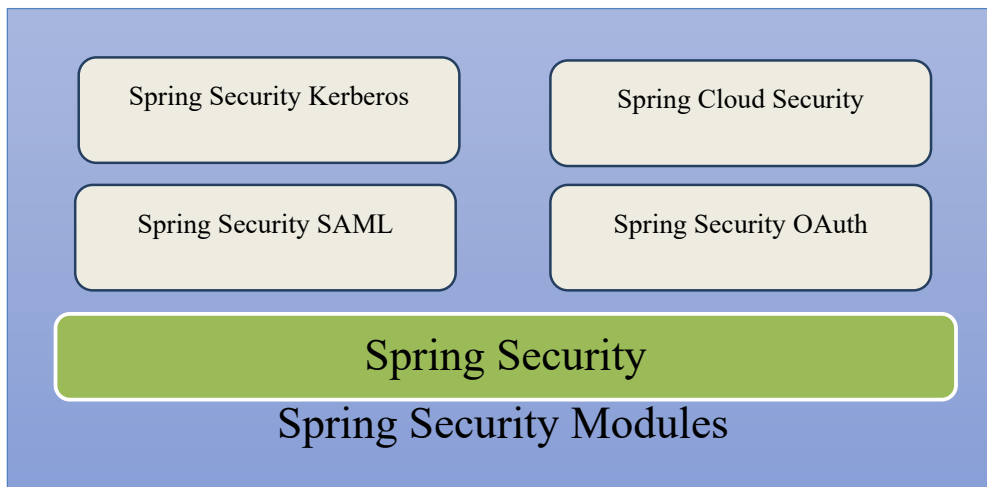 Spring Security Kerberos
Spring Cloud Security
Spring Security SAML
Spring Security OAuth
Spring Security
Spring Security Modules